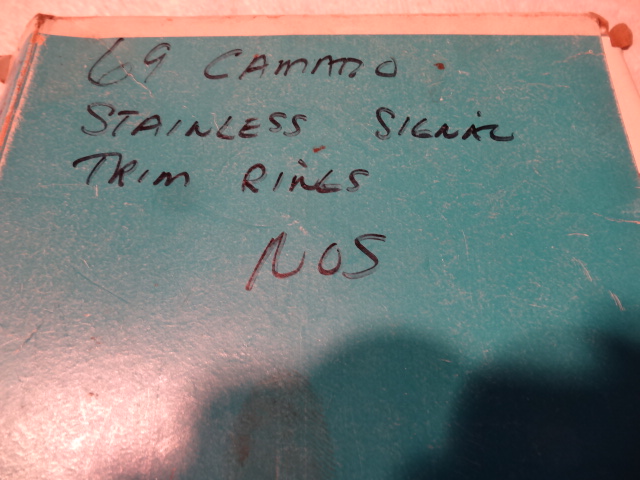 69 CAMARO
STAINLESS SIGNAL
TRIM RINGS
NOS